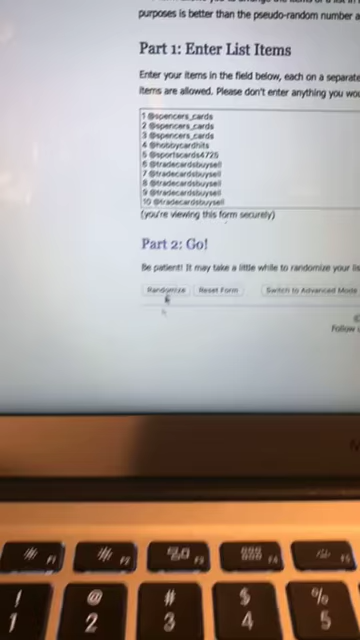 purposes is better than the pseudo-random number a
Part 1: Enter List Items
Enter your items in the field below, each on a separate
items are allowed. Please don't enter anything you wou
1 @spencers_cards
2 @spencers_cards
3 @spencers_cards
4 @hobbycardhits
5 @sportscards4725
6 @tradecardsbuysell
7 @tradecardsbuysell
8 @tradecardsbuysell
9 @tradecardsbuysell
10 @tradecardsbuysell
(you're viewing this form securely)
Part 2: Go!
Be patient! It may take a little while to randomize your lis
Randomize Reset Form Switch to Advanced Mode
©
Follow
F1 F2 F3 F4 F5
! @ # $ %
1 2 3 4 5